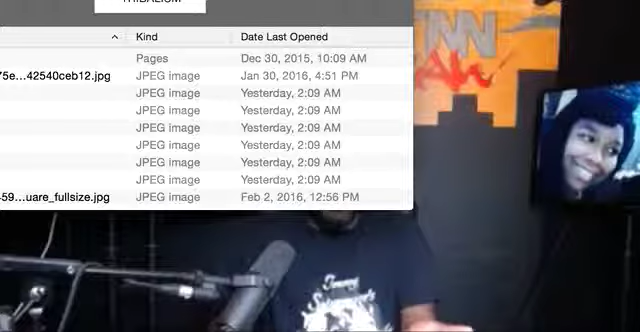 Kind Date Last Opened
Pages Dec 30, 2015, 10:09 AM
75e...42540ceb12.jpg JPEG image Jan 30, 2016, 4:51 PM
JPEG image Yesterday, 2:09 AM
JPEG image Yesterday, 2:09 AM
JPEG image Yesterday, 2:09 AM
JPEG image Yesterday, 2:09 AM
JPEG image Yesterday, 2:09 AM
JPEG image Yesterday, 2:09 AM
459...uare_fullsize.jpg JPEG image Feb 2, 2016, 12:56 PM